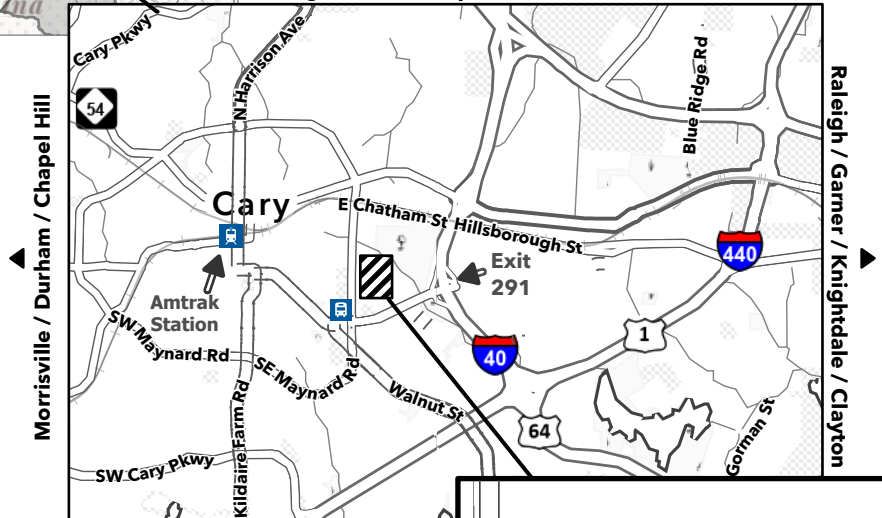 Cary Pkwy
N Harrison Ave
Blue Ridge Rd
54
Morrisville / Durham / Chapel Hill
Raleigh / Garner / Knightdale / Clayton
Cary
E Chatham St
Hillsborough St
440
Exit
291
Amtrak
Station
1
SW Maynard Rd
SE Maynard Rd
40
Walnut St
64
Gorman St
Kildaire Farm Rd
SW Cary Pkwy